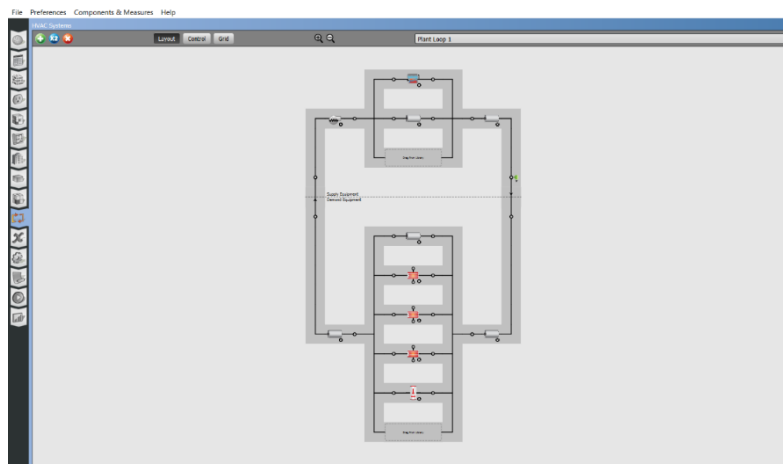 File Preferences Components & Measures Help
HVAC Systems
Layout Control Grid Plant Loop 1
Supply Equipment
Demand Equipment